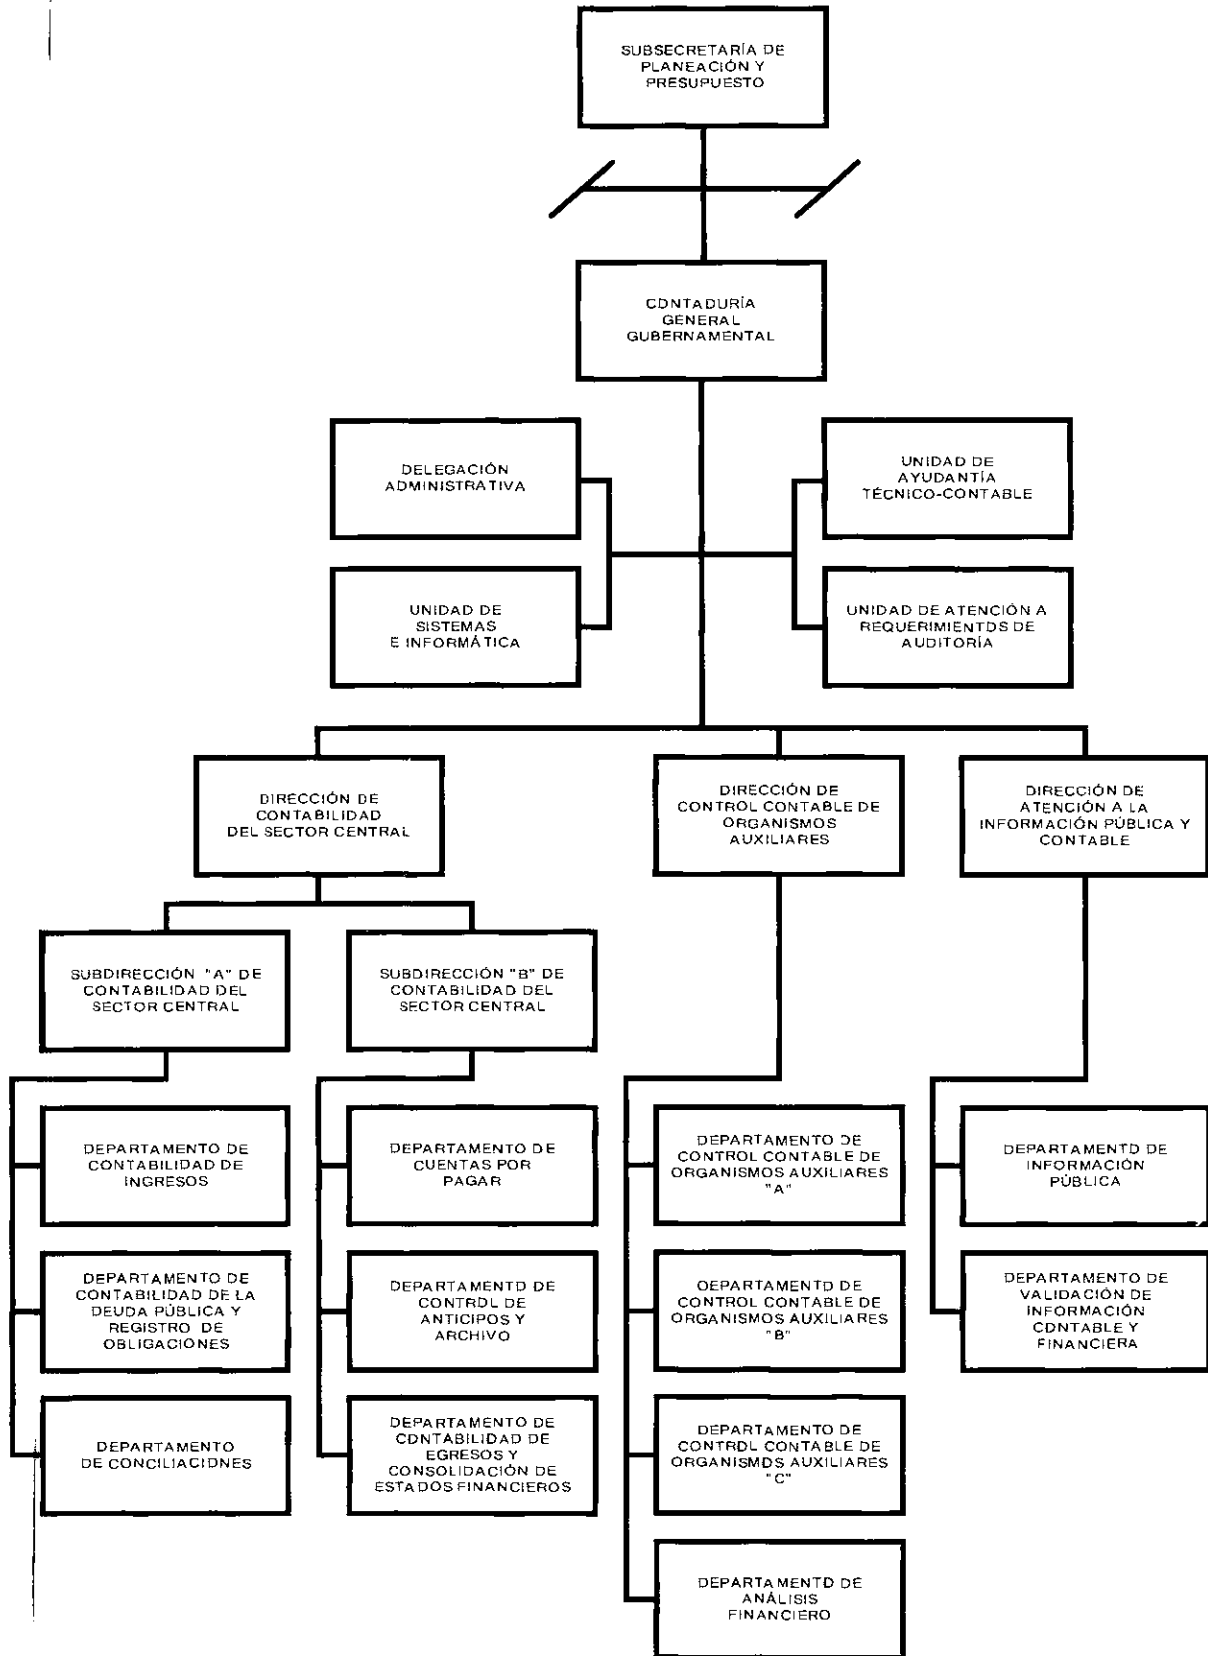 SUBSECRETARÍA DE
PLANEACIÓN Y
PRESUPUESTO
CONTADURÍA
GENERAL
GUBERNAMENTAL
DELEGACIÓN
ADMINISTRATIVA
UNIDAD DE
AYUDANTÍA
TÉCNICO-CONTABLE
UNIDAD DE
SISTEMAS
E INFORMÁTICA
UNIDAD DE ATENCIÓN A
REQUERIMIENTOS DE
AUDITORÍA
DIRECCIÓN DE
CONTABILIDAD
DEL SECTOR CENTRAL
DIRECCIÓN DE
CONTROL CONTABLE DE
ORGANISMOS
AUXILIARES
DIRECCIÓN DE
ATENCIÓN A LA
INFORMACIÓN PÚBLICA Y
CONTABLE
SUBDIRECCIÓN "A" DE
CONTABILIDAD DEL
SECTOR CENTRAL
SUBDIRECCIÓN "B" DE
CONTABILIDAD DEL
SECTOR CENTRAL
DEPARTAMENTO DE
CONTABILIDAD DE
INGRESOS
DEPARTAMENTO DE
CUENTAS POR
PAGAR
DEPARTAMENTO DE
CONTROL CONTABLE DE
ORGANISMOS AUXILIARES
"A"
DEPARTAMENTO DE
INFORMACIÓN
PÚBLICA
DEPARTAMENTO DE
CONTABILIDAD DE LA
DEUDA PÚBLICA Y
REGISTRO DE
OBLIGACIONES
DEPARTAMENTO DE
CONTROL DE
ANTICIPOS Y
ARCHIVO
DEPARTAMENTO DE
CONTROL CONTABLE DE
ORGANISMOS AUXILIARES
"B"
DEPARTAMENTO DE
VALIDACIÓN DE
INFORMACIÓN
CONTABLE Y
FINANCIERA
DEPARTAMENTO
DE CONCILIACIONES
DEPARTAMENTO DE
CONTABILIDAD DE
EGRESOS Y
CONSOLIDACIÓN DE
ESTADOS FINANCIEROS
DEPARTAMENTO DE
CONTROL CONTABLE DE
ORGANISMOS AUXILIARES
"C"
DEPARTAMENTO DE
ANÁLISIS
FINANCIERO